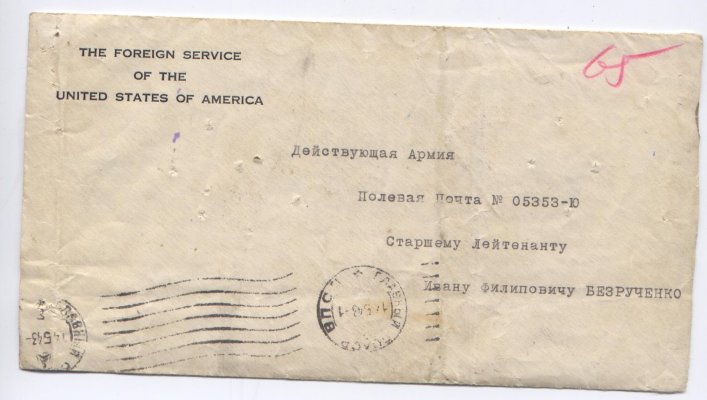 THE FOREIGN SERVICE
OF THE
UNITED STATES OF AMERICA
65
Действующая Армия
Полевая Почта № 05353-Ю
Старшему Лейтенанту
Ивану Филиповичу БЕЗРУЧЕНКО